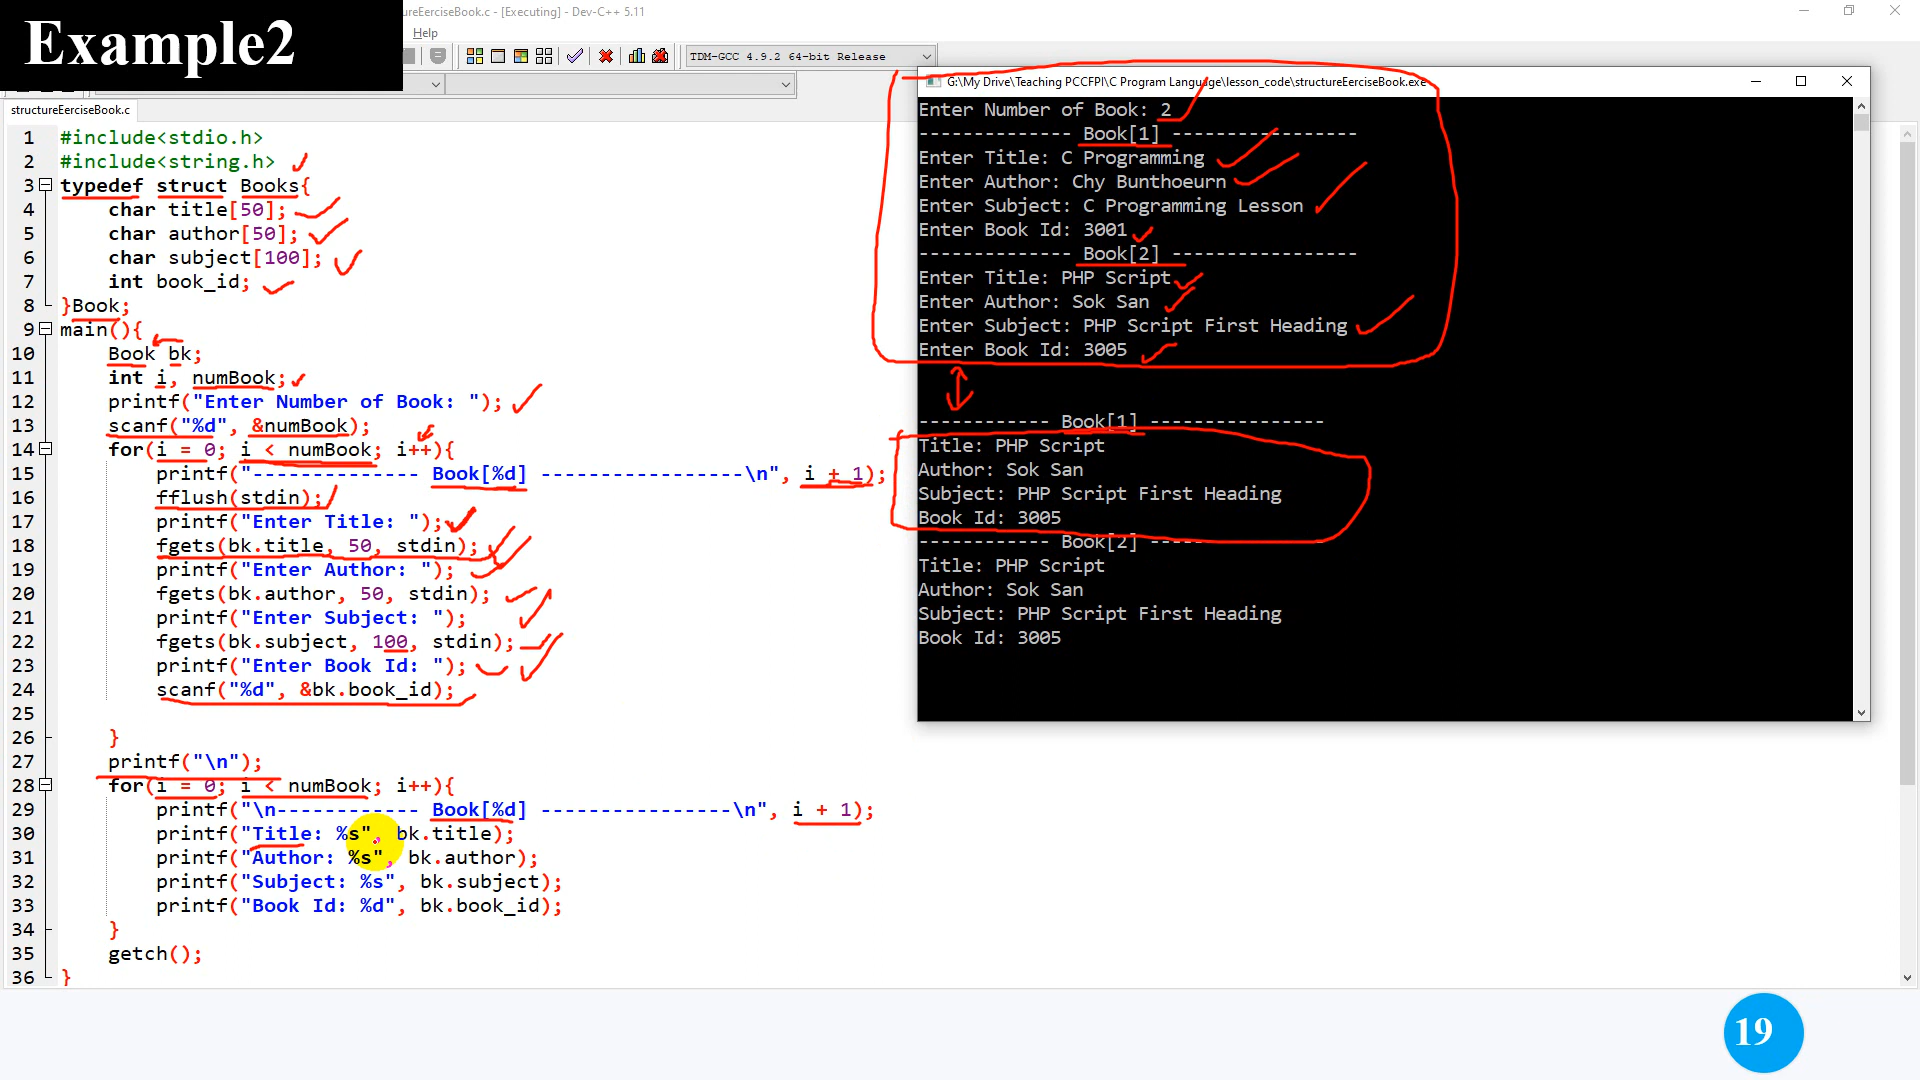 Example2
ureEerciseBook.c - [Executing] - Dev-C++ 5.11
Help
TDM-GCC 4.9.2 64-bit Release
structureEerciseBook.c
1 #include<stdio.h>
2 #include<string.h>
3 typedef struct Books{
4 char title[50];
5 char author[50];
6 char subject[100];
7 int book_id;
8 }Book;
9 main(){
10 Book bk;
11 int i, numBook;
12 printf("Enter Number of Book: ");
13 scanf("%d", &numBook);
14 for(i = 0; i < numBook; i++){
15 printf("-------------- Book[%d] -----------------\n", i + 1);
16 fflush(stdin);
17 printf("Enter Title: ");
18 fgets(bk.title, 50, stdin);
19 printf("Enter Author: ");
20 fgets(bk.author, 50, stdin);
21 printf("Enter Subject: ");
22 fgets(bk.subject, 100, stdin);
23 printf("Enter Book Id: ");
24 scanf("%d", &bk.book_id);
25
26 }
27 printf("\n");
28 for(i = 0; i < numBook; i++){
29 printf("\n------------ Book[%d] ----------------\n", i + 1);
30 printf("Title: %s", bk.title);
31 printf("Author: %s", bk.author);
32 printf("Subject: %s", bk.subject);
33 printf("Book Id: %d", bk.book_id);
34 }
35 getch();
36 }
G:\My Drive\Teaching PCCFPI\C Program Language\lesson_code\structureEerciseBook.exe
Enter Number of Book: 2
-------------- Book[1] -----------------
Enter Title: C Programming
Enter Author: Chy Bunthoeurn
Enter Subject: C Programming Lesson
Enter Book Id: 3001
-------------- Book[2] -----------------
Enter Title: PHP Script
Enter Author: Sok San
Enter Subject: PHP Script First Heading
Enter Book Id: 3005
------------ Book[1] ----------------
Title: PHP Script
Author: Sok San
Subject: PHP Script First Heading
Book Id: 3005
------------ Book[2] -----
Title: PHP Script
Author: Sok San
Subject: PHP Script First Heading
Book Id: 3005
19